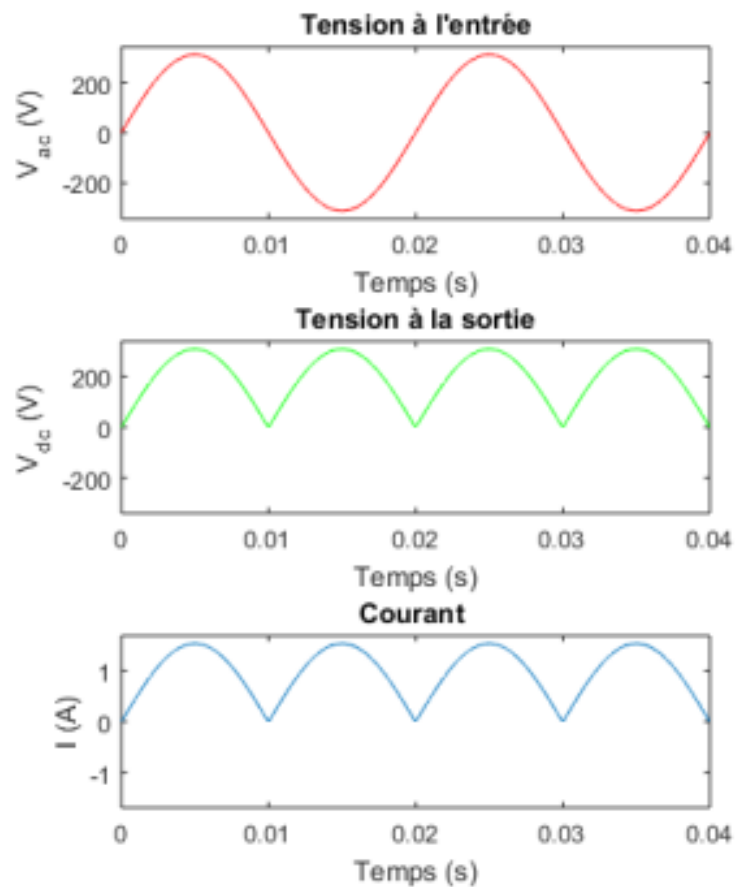 Tension à l'entrée
V_ac (V)
200
0
-200
0 0.01 0.02 0.03 0.04
Temps (s)
Tension à la sortie
V_dc (V)
200
0
-200
0 0.01 0.02 0.03 0.04
Temps (s)
Courant
I (A)
1
0
-1
0 0.01 0.02 0.03 0.04
Temps (s)